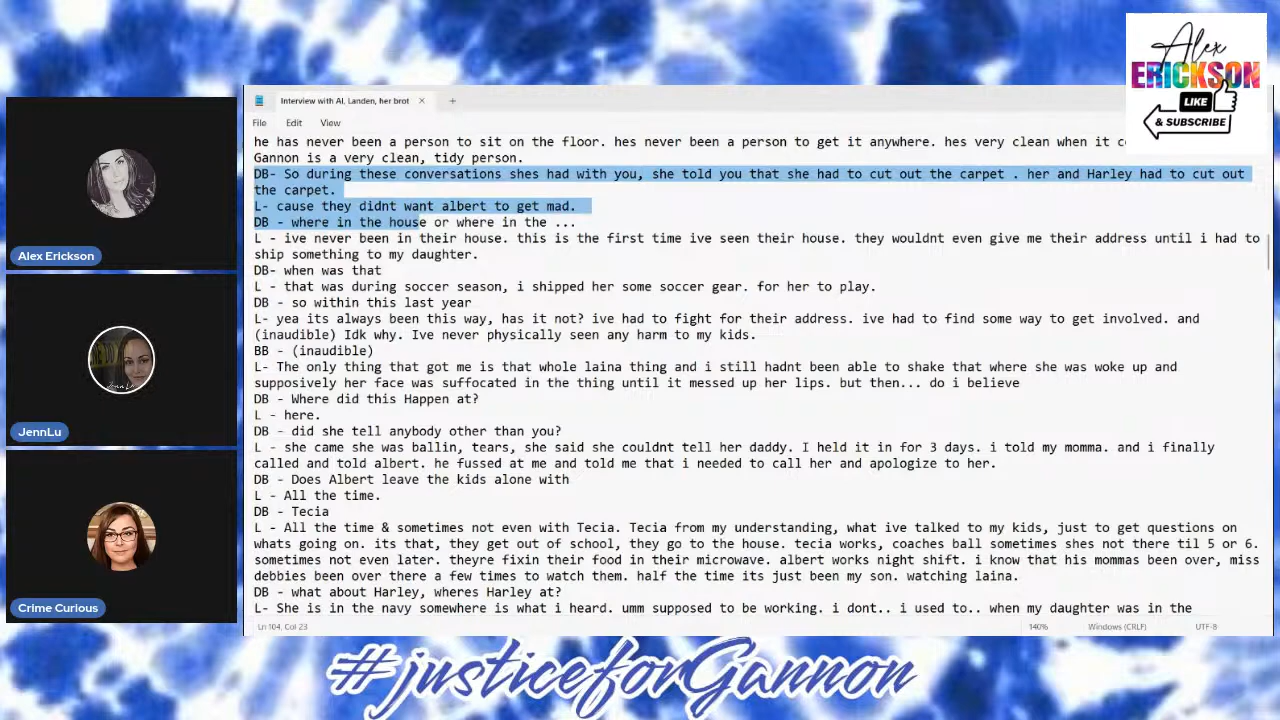 Alex
ERICKSON
LIKE
& SUBSCRIBE
Interview with Al, Landen, her brot
File Edit View
he has never been a person to sit on the floor. hes never been a person to get it anywhere. hes very clean when it
Gannon is a very clean, tidy person.
DB- So during these conversations shes had with you, she told you that she had to cut out the carpet . her and Harley had to cut out
the carpet.
L- cause they didnt want albert to get mad.
DB - where in the house or where in the ...
L - ive never been in their house. this is the first time ive seen their house. they wouldnt even give me their address until i had to
ship something to my daughter.
DB- when was that
L - that was during soccer season, i shipped her some soccer gear. for her to play.
DB - so within this last year
L- yea its always been this way, has it not? ive had to fight for their address. ive had to find some way to get involved. and
(inaudible) Idk why. Ive never physically seen any harm to my kids.
BB - (inaudible)
L- The only thing that got me is that whole laina thing and i still hadnt been able to shake that where she was woke up and
supposively her face was suffocated in the thing until it messed up her lips. but then... do i believe
DB - Where did this Happen at?
L - here.
DB - did she tell anybody other than you?
L - she came she was ballin, tears, she said she couldnt tell her daddy. I held it in for 3 days. i told my momma. and i finally
called and told albert. he fussed at me and told me that i needed to call her and apologize to her.
DB - Does Albert leave the kids alone with
L - All the time.
DB - Tecia
L - All the time & sometimes not even with Tecia. Tecia from my understanding, what ive talked to my kids, just to get questions on
whats going on. its that, they get out of school, they go to the house. tecia works, coaches ball sometimes shes not there til 5 or 6.
sometimes not even later. theyre fixin their food in their microwave. albert works night shift. i know that his mommas been over, miss
debbies been over there a few times to watch them. half the time its just been my son. watching laina.
DB - what about Harley, wheres Harley at?
L- She is in the navy somewhere is what i heard. umm supposed to be working. i dont.. i used to.. when my daughter was in the
Ln 104, Col 23 140% Windows (CRLF) UTF-8
Alex Erickson
JennLu
Crime Curious
#justiceforGannon